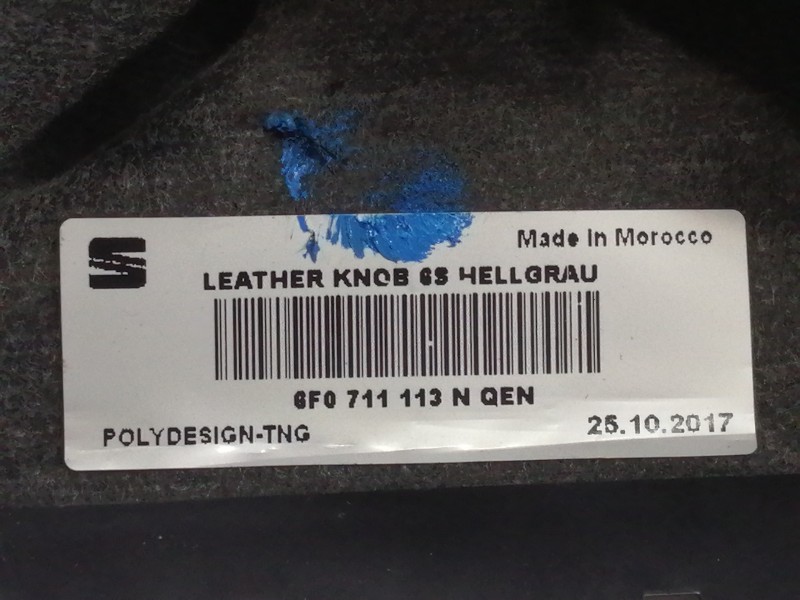 Made in Morocco
LEATHER KNOB 6S HELLGRAU
6F0 711 113 N QEN
POLYDESIGN-TNG
25.10.2017